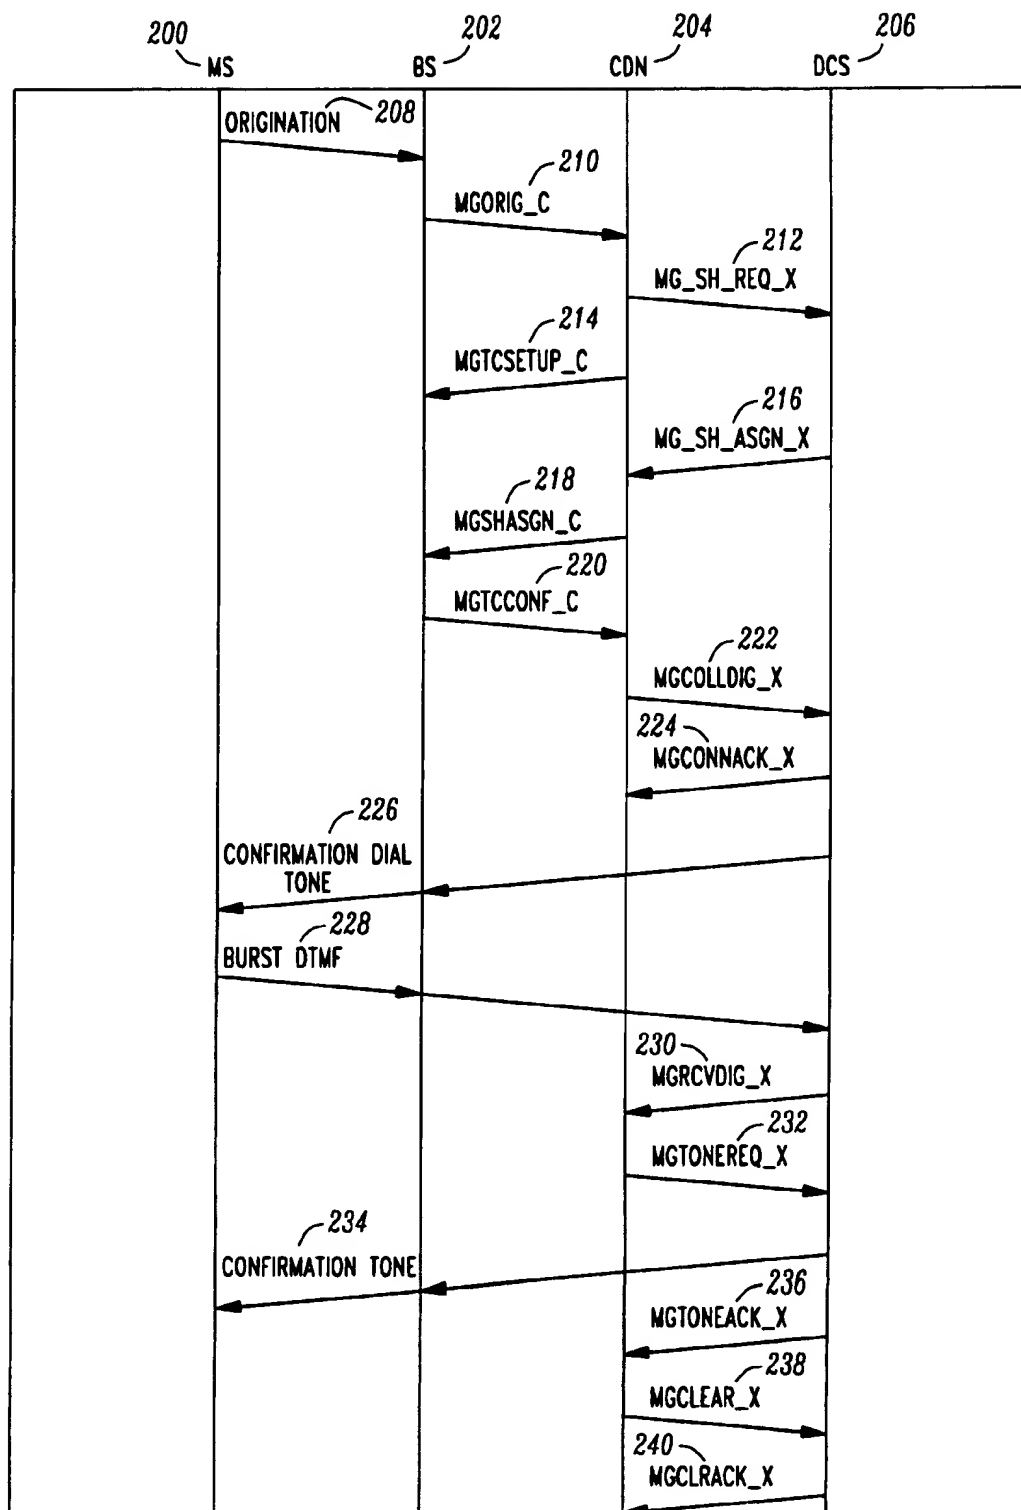 200 202 204 206
MS BS CDN DCS
ORIGINATION 208
210
MGORIG_C
212
MG_SH_REQ_X
214
MGTCSETUP_C
216
MG_SH_ASGN_X
218
MGSHASGN_C
220
MGTCCONF_C
222
MGCOLLDIG_X
224
MGCONNACK_X
226
CONFIRMATION DIAL
TONE
228
BURST DTMF
230
MGRCVDIG_X
232
MGTONEREQ_X
234
CONFIRMATION TONE
236
MGTONEACK_X
238
MGCLEAR_X
240
MGCLRACK_X